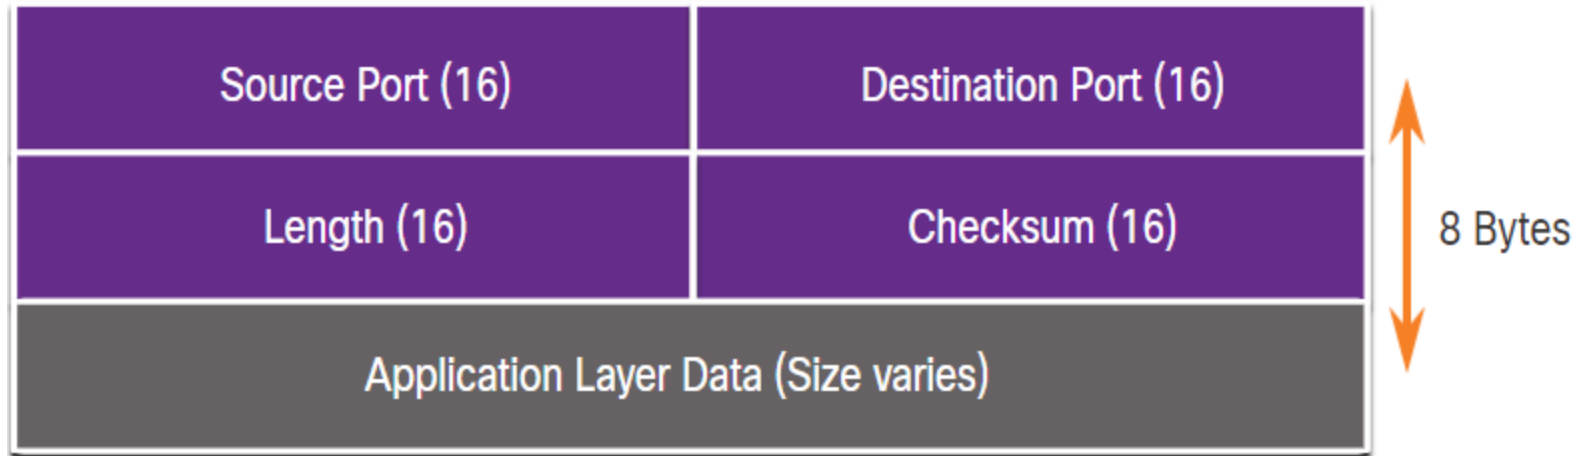 Source Port (16) Destination Port (16)
Length (16) Checksum (16)
8 Bytes
Application Layer Data (Size varies)